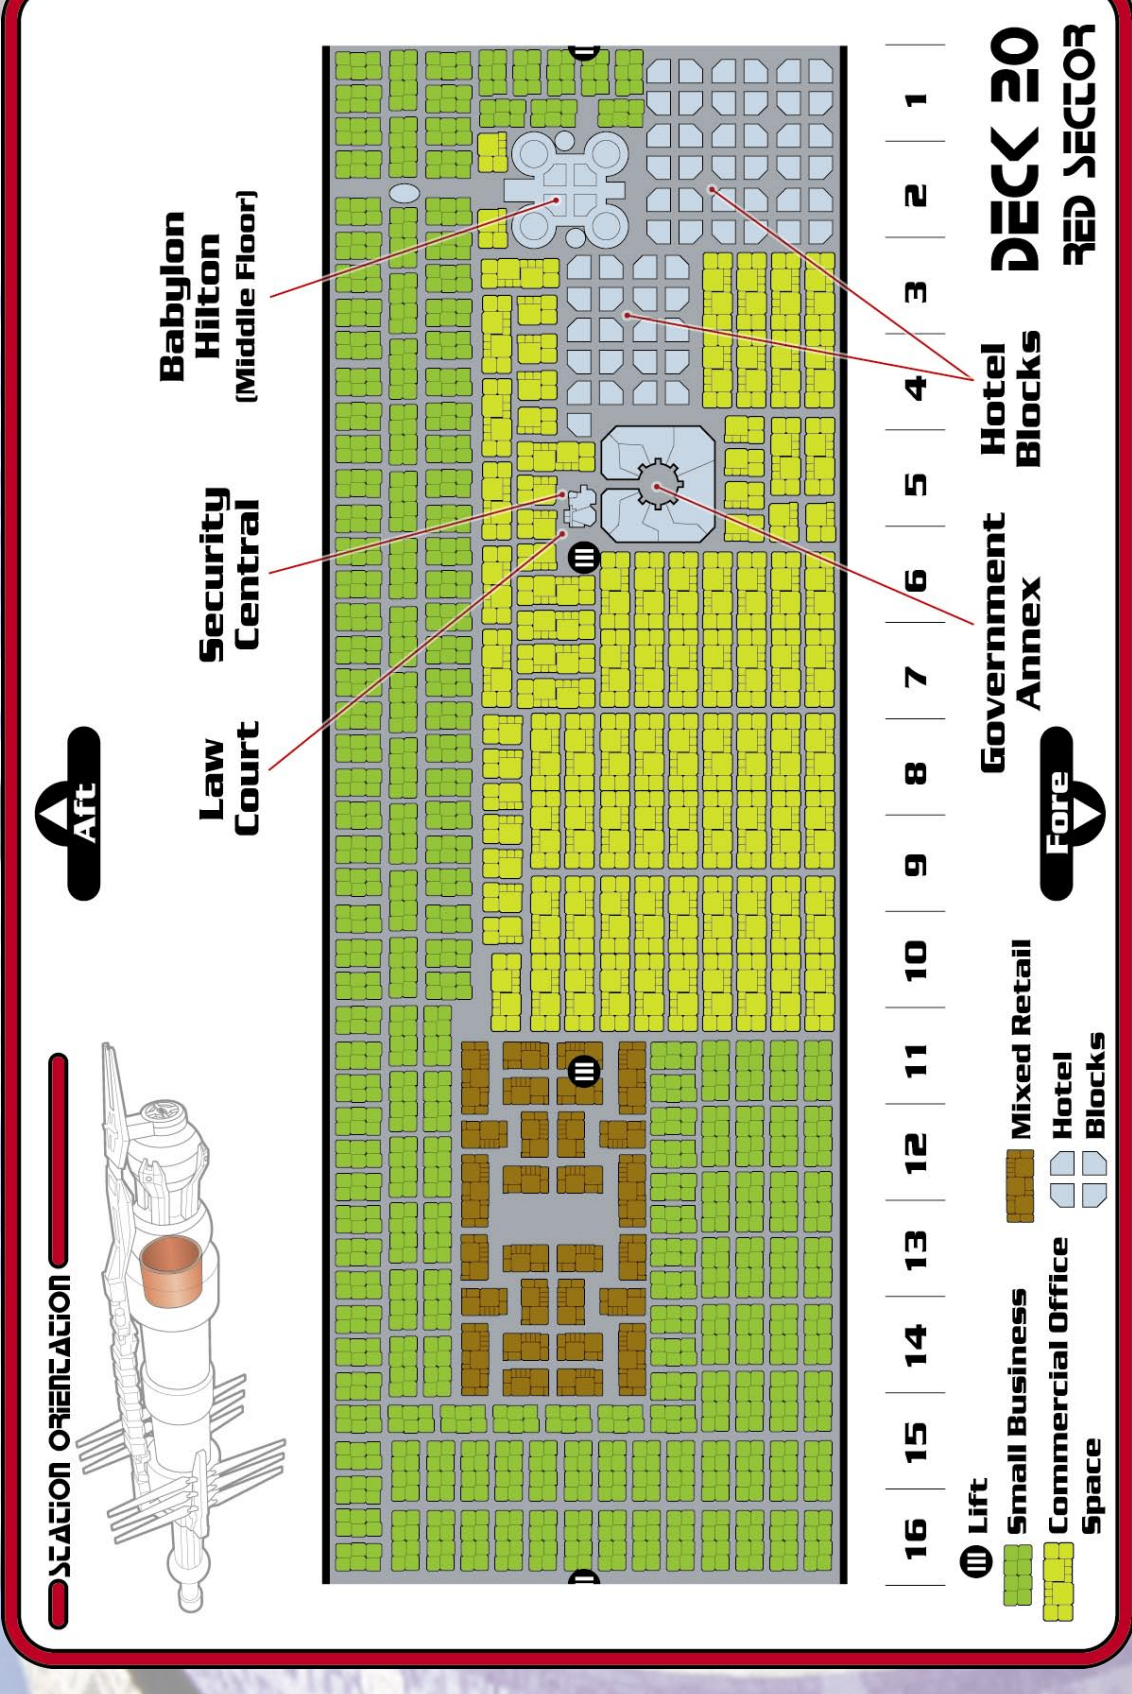 STATION ORIENTATION
Aft
Law
Court
Security
Central
Babylon
Hilton
(Middle Floor)
16
15
14
13
12
11
10
9
8
7
6
5
4
3
2
1
Lift
Small Business
Commercial Office
Space
Mixed Retail
Hotel
Blocks
Fore
Government
Annex
Hotel
Blocks
DECK 20
RED SECTOR